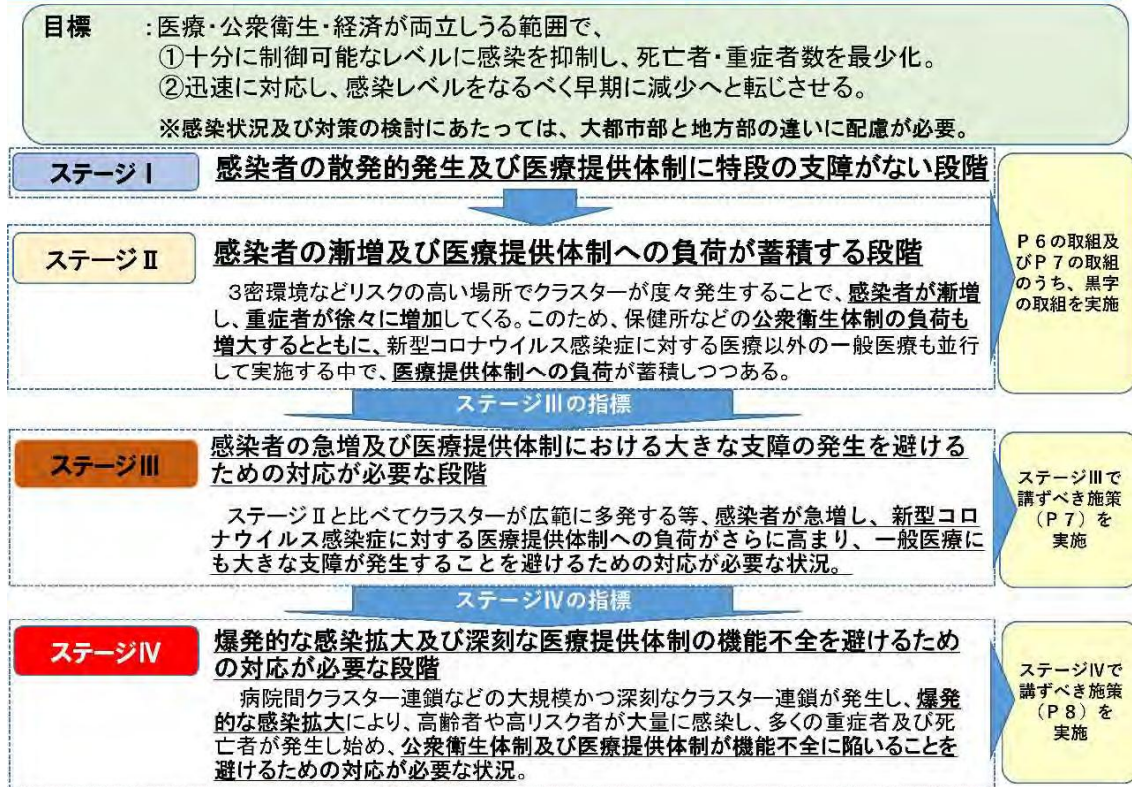 目標 ：医療・公衆衛生・経済が両立しうる範囲で、
①十分に制御可能なレベルに感染を抑制し、死亡者・重症者数を最少化。
②迅速に対応し、感染レベルをなるべく早期に減少へと転じさせる。
※感染状況及び対策の検討にあたっては、大都市部と地方部の違いに配慮が必要。
ステージⅠ
感染者の散発的発生及び医療提供体制に特段の支障がない段階
ステージⅡ
感染者の漸増及び医療提供体制への負荷が蓄積する段階
３密環境などリスクの高い場所でクラスターが度々発生することで、感染者が漸増
し、重症者が徐々に増加してくる。このため、保健所などの公衆衛生体制の負荷も
増大するとともに、新型コロナウイルス感染症に対する医療以外の一般医療も並行
して実施する中で、医療提供体制への負荷が蓄積しつつある。
Ｐ６の取組及
びＰ７の取組
のうち、黒字
の取組を実施
ステージⅢの指標
ステージⅢ
感染者の急増及び医療提供体制における大きな支障の発生を避ける
ための対応が必要な段階
ステージⅡと比べてクラスターが広範に多発する等、感染者が急増し、新型コロ
ナウイルス感染症に対する医療提供体制への負荷がさらに高まり、一般医療に
も大きな支障が発生することを避けるための対応が必要な状況。
ステージⅢで
講ずべき施策
（Ｐ７）を
実施
ステージⅣの指標
ステージⅣ
爆発的な感染拡大及び深刻な医療提供体制の機能不全を避けるため
の対応が必要な段階
病院間クラスター連鎖などの大規模かつ深刻なクラスター連鎖が発生し、爆発
的な感染拡大により、高齢者や高リスク者が大量に感染し、多くの重症者及び死
亡者が発生し始め、公衆衛生体制及び医療提供体制が機能不全に陥いることを
避けるための対応が必要な状況。
ステージⅣで
講ずべき施策
（Ｐ８）を
実施